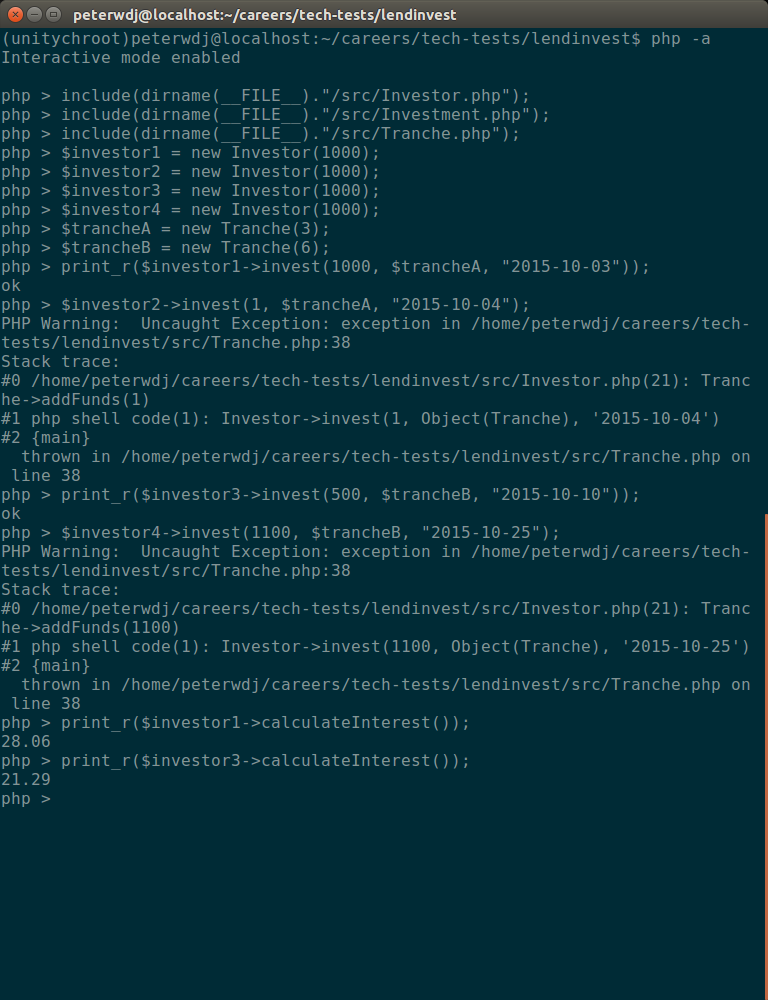 peterwdj@localhost:~/careers/tech-tests/lendinvest
(unitychroot)peterwdj@localhost:~/careers/tech-tests/lendinvest$ php -a
Interactive mode enabled
php > include(dirname(__FILE__)."/src/Investor.php");
php > include(dirname(__FILE__)."/src/Investment.php");
php > include(dirname(__FILE__)."/src/Tranche.php");
php > $investor1 = new Investor(1000);
php > $investor2 = new Investor(1000);
php > $investor3 = new Investor(1000);
php > $investor4 = new Investor(1000);
php > $trancheA = new Tranche(3);
php > $trancheB = new Tranche(6);
php > print_r($investor1->invest(1000, $trancheA, "2015-10-03"));
ok
php > $investor2->invest(1, $trancheA, "2015-10-04");
PHP Warning:  Uncaught Exception: exception in /home/peterwdj/careers/tech-
tests/lendinvest/src/Tranche.php:38
Stack trace:
#0 /home/peterwdj/careers/tech-tests/lendinvest/src/Investor.php(21): Tranc
he->addFunds(1)
#1 php shell code(1): Investor->invest(1, Object(Tranche), '2015-10-04')
#2 {main}
  thrown in /home/peterwdj/careers/tech-tests/lendinvest/src/Tranche.php on
 line 38
php > print_r($investor3->invest(500, $trancheB, "2015-10-10"));
ok
php > $investor4->invest(1100, $trancheB, "2015-10-25");
PHP Warning:  Uncaught Exception: exception in /home/peterwdj/careers/tech-
tests/lendinvest/src/Tranche.php:38
Stack trace:
#0 /home/peterwdj/careers/tech-tests/lendinvest/src/Investor.php(21): Tranc
he->addFunds(1100)
#1 php shell code(1): Investor->invest(1100, Object(Tranche), '2015-10-25')
#2 {main}
  thrown in /home/peterwdj/careers/tech-tests/lendinvest/src/Tranche.php on
 line 38
php > print_r($investor1->calculateInterest());
28.06
php > print_r($investor3->calculateInterest());
21.29
php >